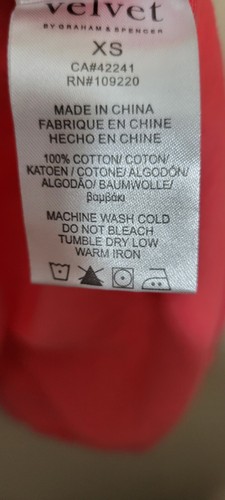 velvet
BY GRAHAM & SPENCER
XS
CA#42241
RN#109220
MADE IN CHINA
FABRIQUE EN CHINE
HECHO EN CHINE
100% COTTON/ COTON/
KATOEN / COTONE/ ALGODÓN/
ALGODÃO/ BAUMWOLLE/
βαμβάκι
MACHINE WASH COLD
DO NOT BLEACH
TUMBLE DRY LOW
WARM IRON